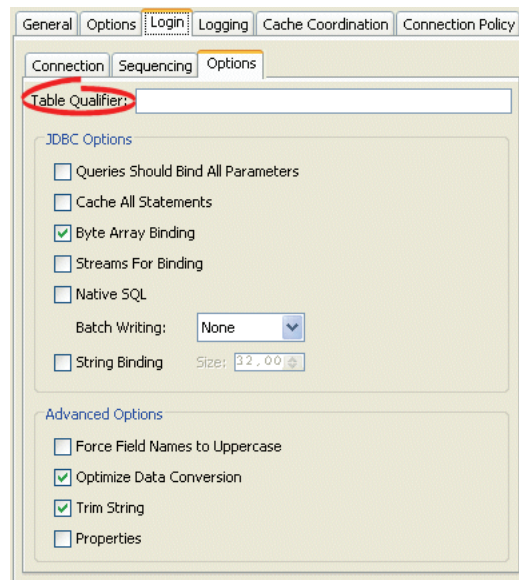 General Options Login Logging Cache Coordination Connection Policy
Connection Sequencing Options
Table Qualifier:
JDBC Options
Queries Should Bind All Parameters
Cache All Statements
Byte Array Binding
Streams For Binding
Native SQL
Batch Writing: None
String Binding Size: 32,00
Advanced Options
Force Field Names to Uppercase
Optimize Data Conversion
Trim String
Properties